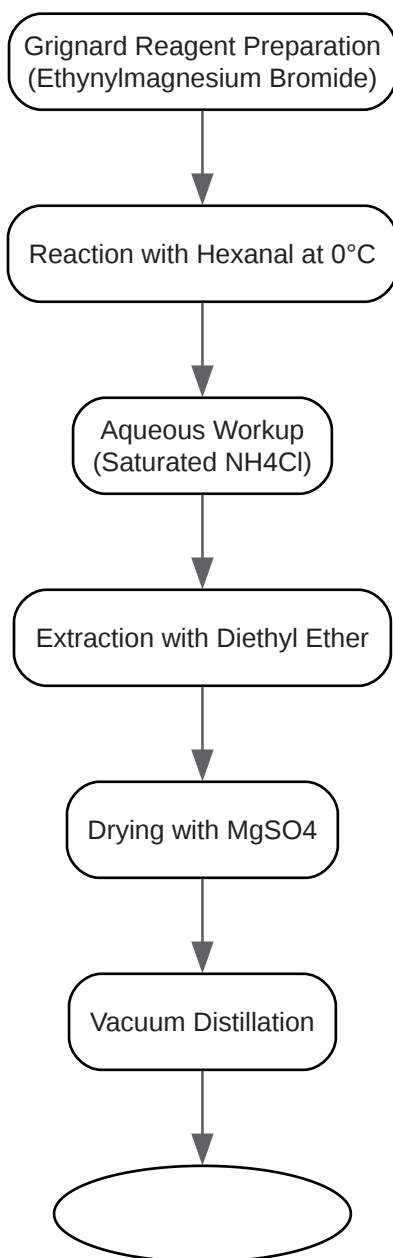 Grignard Reagent Preparation
(Ethynylmagnesium Bromide)
Reaction with Hexanal at 0°C
Aqueous Workup
(Saturated NH4Cl)
Extraction with Diethyl Ether
Drying with MgSO4
Vacuum Distillation